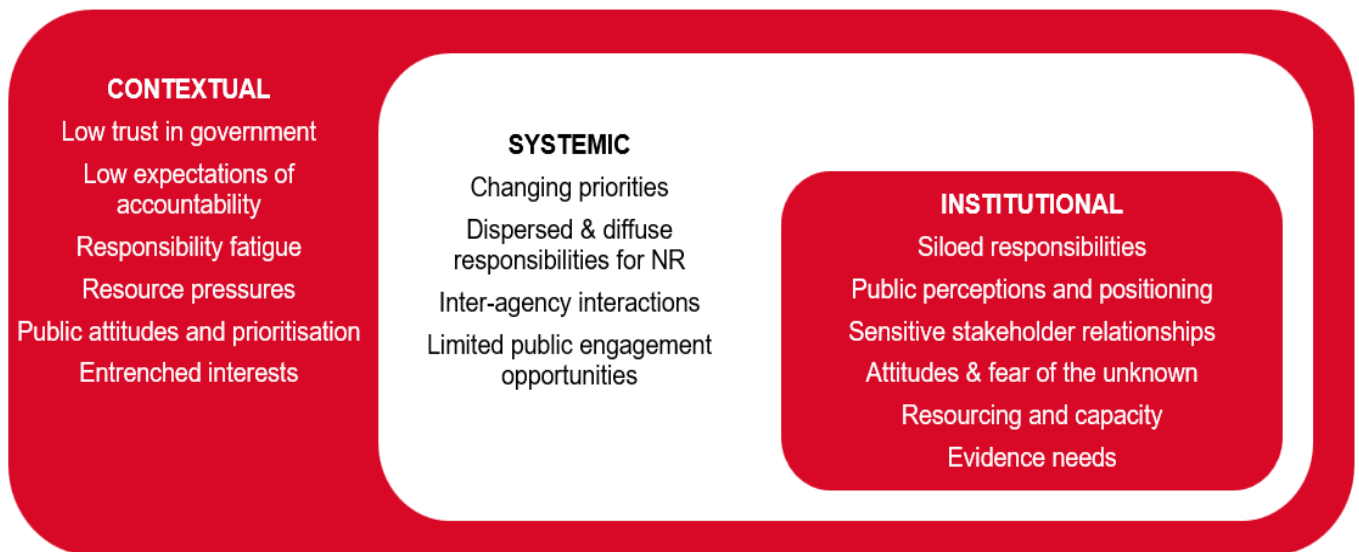 CONTEXTUAL
Low trust in government
Low expectations of
accountability
Responsibility fatigue
Resource pressures
Public attitudes and prioritisation
Entrenched interests
SYSTEMIC
Changing priorities
Dispersed & diffuse
responsibilities for NR
Inter-agency interactions
Limited public engagement
opportunities
INSTITUTIONAL
Siloed responsibilities
Public perceptions and positioning
Sensitive stakeholder relationships
Attitudes & fear of the unknown
Resourcing and capacity
Evidence needs